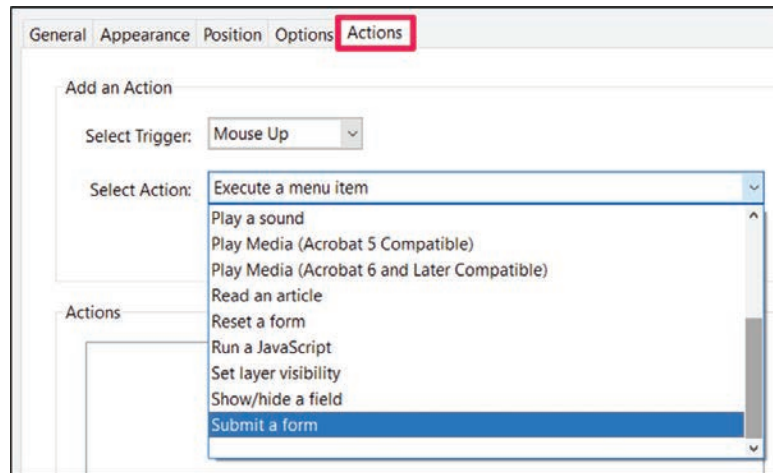 General Appearance Position Options Actions
Add an Action
Select Trigger: Mouse Up
Select Action: Execute a menu item
Play a sound
Play Media (Acrobat 5 Compatible)
Play Media (Acrobat 6 and Later Compatible)
Read an article
Reset a form
Actions
Run a JavaScript
Set layer visibility
Show/hide a field
Submit a form